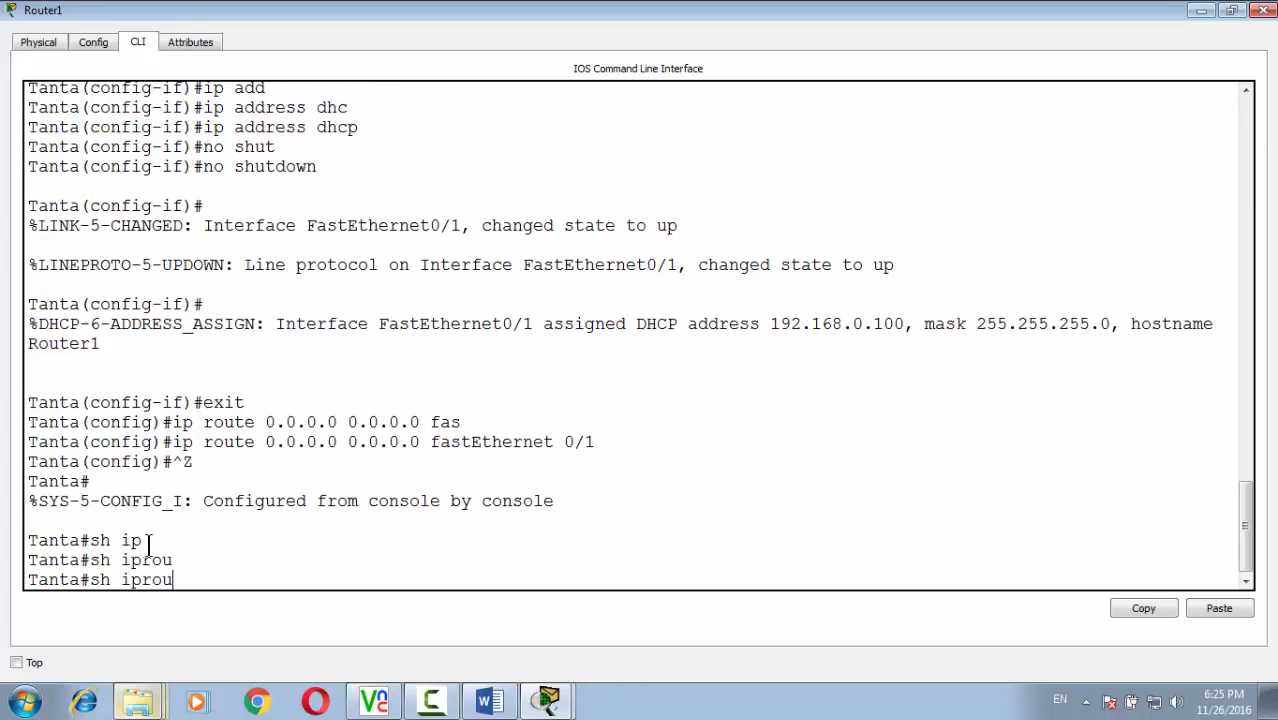 Router1
Physical Config CLI Attributes
IOS Command Line Interface
Tanta(config-if)#ip add
Tanta(config-if)#ip address dhc
Tanta(config-if)#ip address dhcp
Tanta(config-if)#no shut
Tanta(config-if)#no shutdown
Tanta(config-if)#
%LINK-5-CHANGED: Interface FastEthernet0/1, changed state to up
%LINEPROTO-5-UPDOWN: Line protocol on Interface FastEthernet0/1, changed state to up
Tanta(config-if)#
%DHCP-6-ADDRESS_ASSIGN: Interface FastEthernet0/1 assigned DHCP address 192.168.0.100, mask 255.255.255.0, hostname
Router1
Tanta(config-if)#exit
Tanta(config)#ip route 0.0.0.0 0.0.0.0 fas
Tanta(config)#ip route 0.0.0.0 0.0.0.0 fastEthernet 0/1
Tanta(config)#^Z
Tanta#
%SYS-5-CONFIG_I: Configured from console by console
Tanta#sh ip
Tanta#sh iprou
Tanta#sh iprou
Copy Paste
Top
EN 6:25 PM
11/26/2016